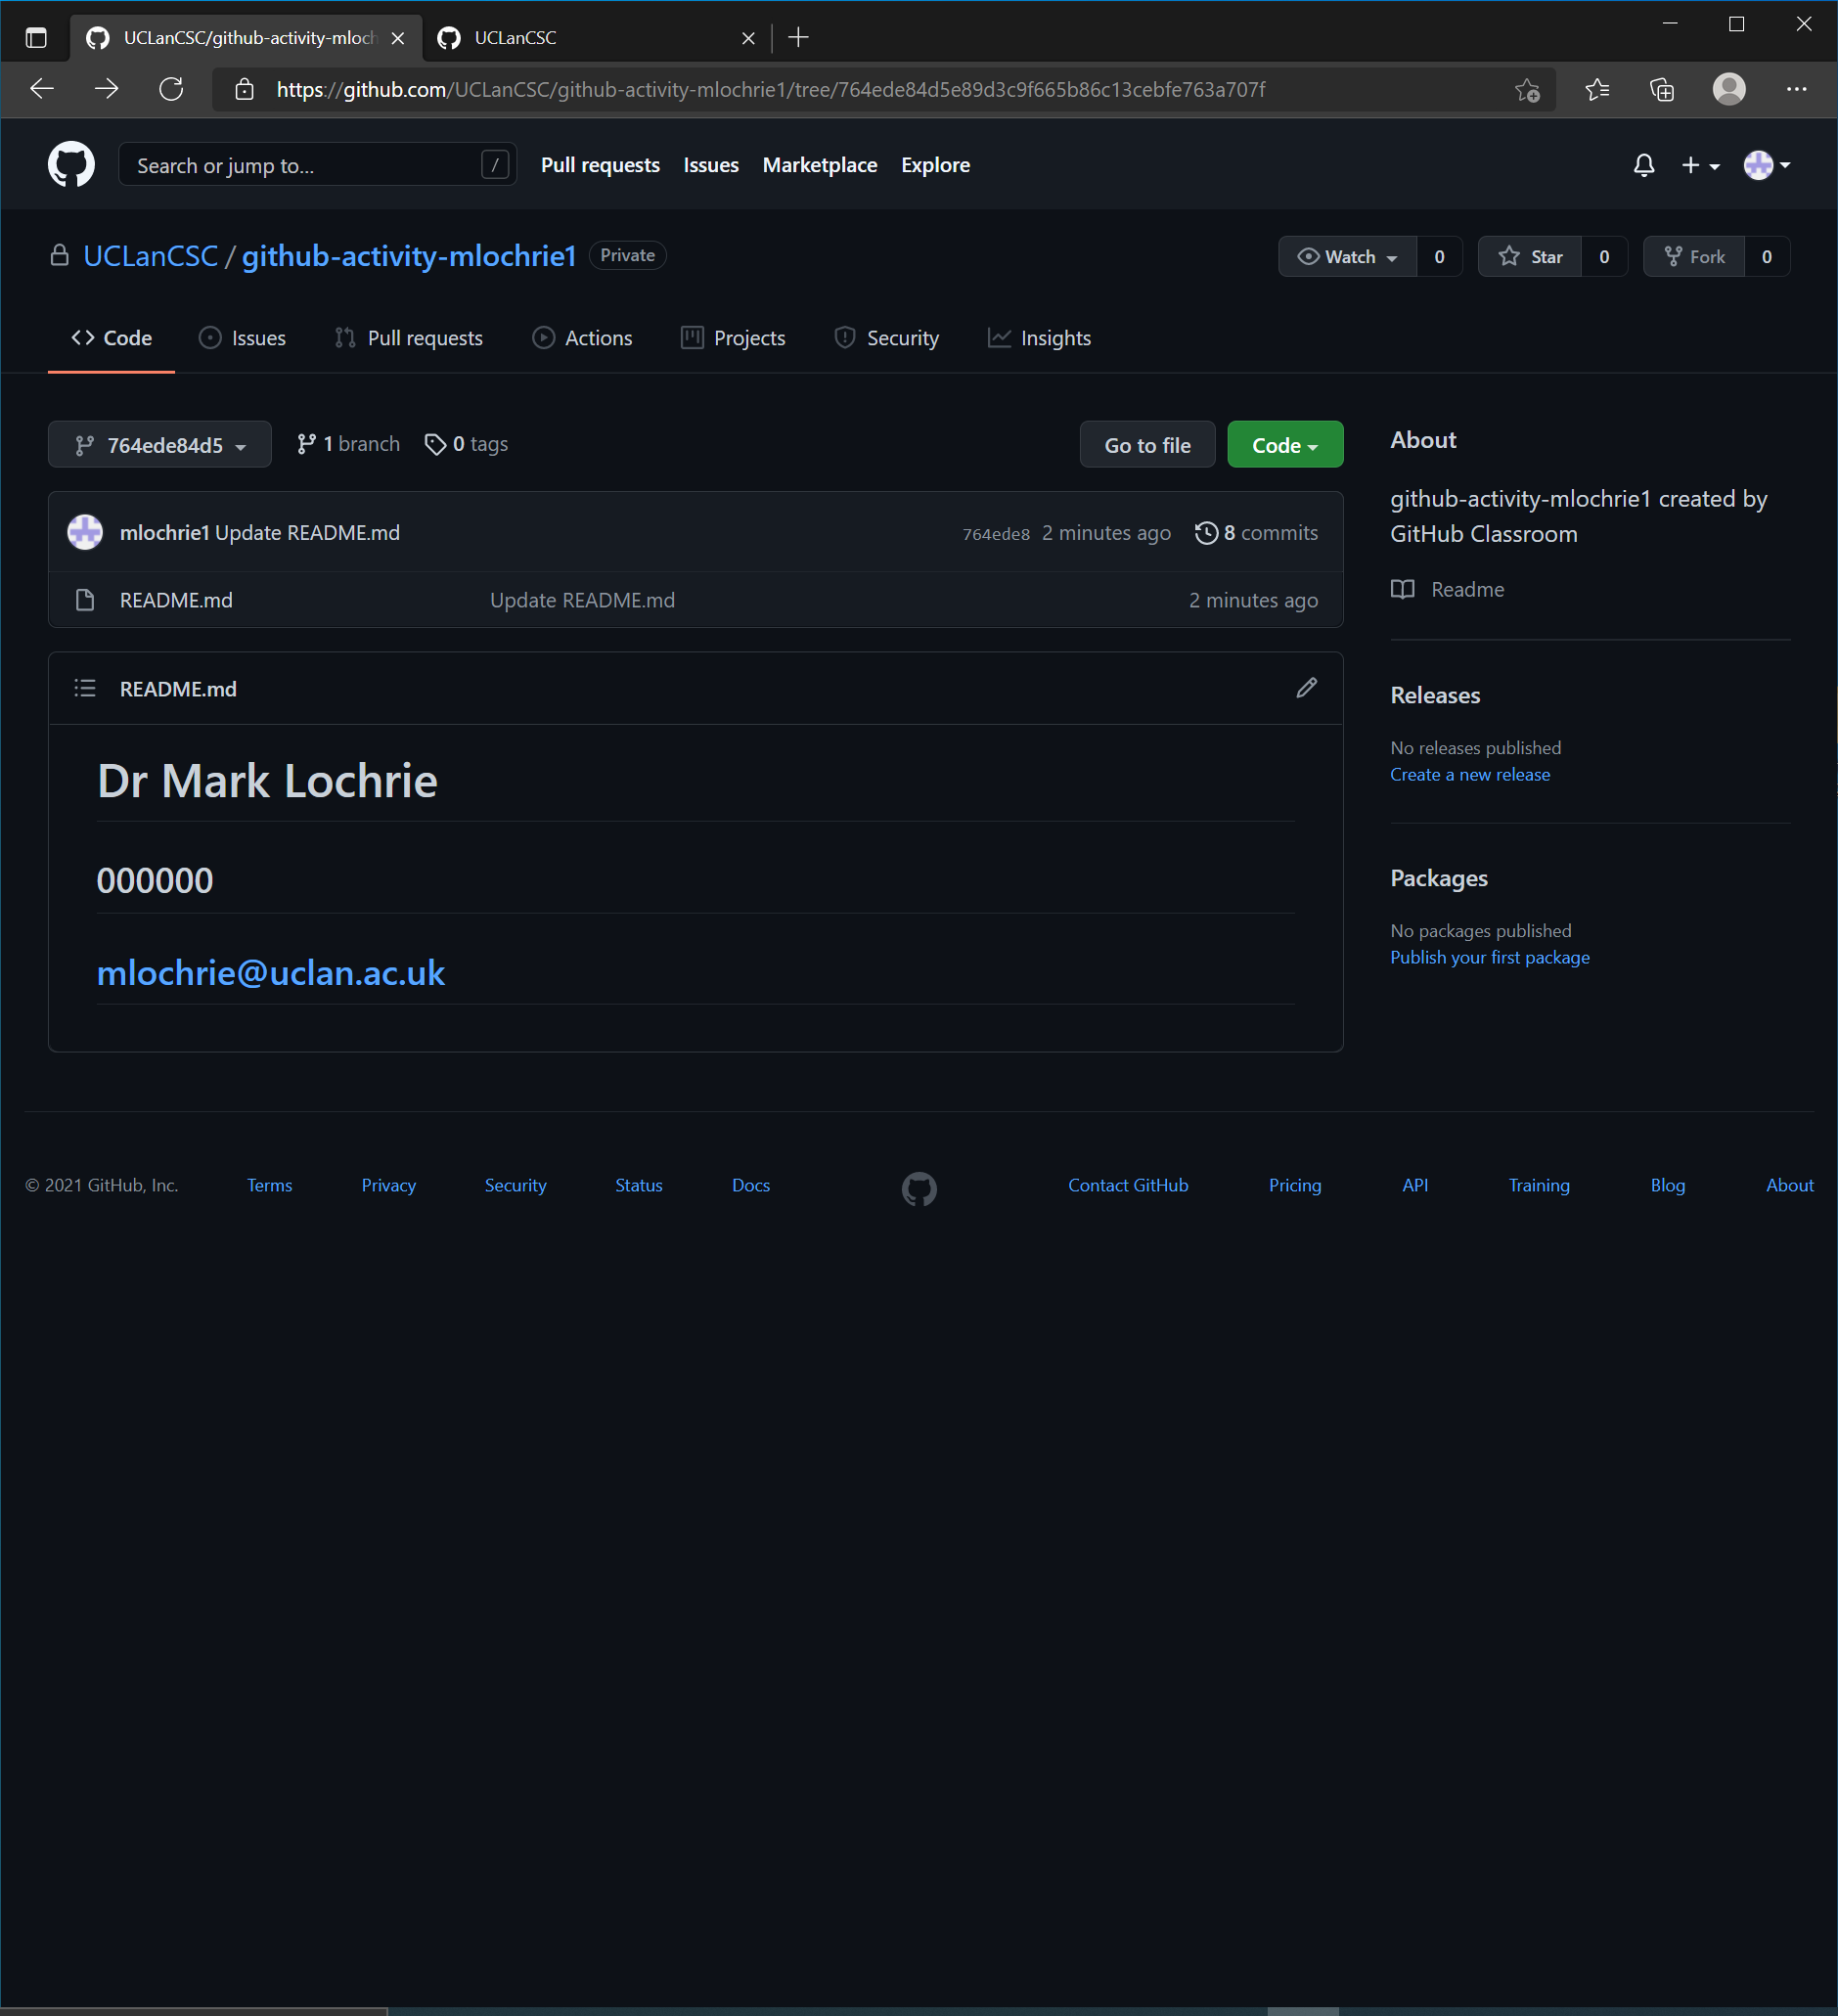 UCLanCSC/github-activity-mloch
UCLanCSC
https://github.com/UCLanCSC/github-activity-mlochrie1/tree/764ede84d5e89d3c9f665b86c13cebfe763a707f
Search or jump to... /
Pull requests Issues Marketplace Explore
UCLanCSC / github-activity-mlochrie1 Private
Watch 0 Star 0 Fork 0
Code Issues Pull requests Actions Projects Security Insights
764ede84d5 1 branch 0 tags Go to file Code
mlochrie1 Update README.md 764ede8 2 minutes ago 8 commits
README.md Update README.md 2 minutes ago
README.md
Dr Mark Lochrie
000000
mlochrie@uclan.ac.uk
About
github-activity-mlochrie1 created by
GitHub Classroom
Readme
Releases
No releases published
Create a new release
Packages
No packages published
Publish your first package
© 2021 GitHub, Inc. Terms Privacy Security Status Docs Contact GitHub Pricing API Training Blog About